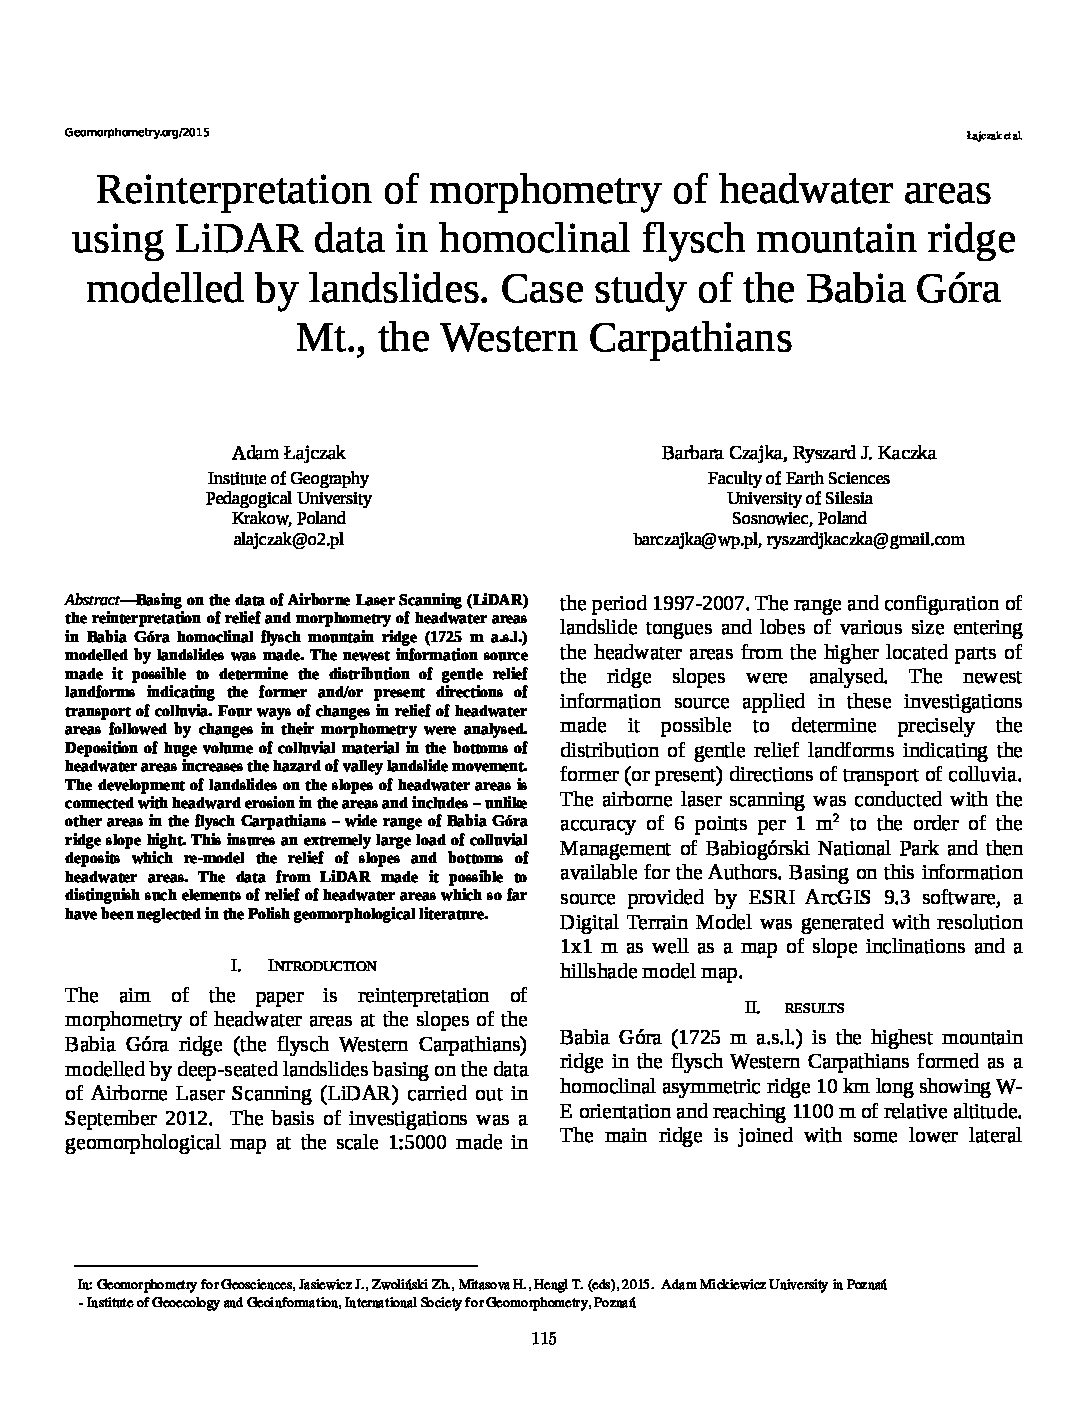 Geomorphometry.org/2015
Łajczak et al.
Reinterpretation of morphometry of headwater areas
using LiDAR data in homoclinal flysch mountain ridge
modelled by landslides. Case study of the Babia Góra
Mt., the Western Carpathians
Adam Łajczak
Institute of Geography
Pedagogical University
Krakow, Poland
alajczak@o2.pl
Barbara Czajka, Ryszard J. Kaczka
Faculty of Earth Sciences
University of Silesia
Sosnowiec, Poland
barczajka@wp.pl, ryszardjkaczka@gmail.com
Abstract—Basing on the data of Airborne Laser Scanning (LiDAR)
the reinterpretation of relief and morphometry of headwater areas
in Babia Góra homoclinal flysch mountain ridge (1725 m a.s.l.)
modelled by landslides was made. The newest information source
made it possible to determine the distribution of gentle relief
landforms indicating the former and/or present directions of
transport of colluvia. Four ways of changes in relief of headwater
areas followed by changes in their morphometry were analysed.
Deposition of huge volume of colluvial material in the bottoms of
headwater areas increases the hazard of valley landslide movement.
The development of landslides on the slopes of headwater areas is
connected with headward erosion in the areas and includes – unlike
other areas in the flysch Carpathians – wide range of Babia Góra
ridge slope hight. This insures an extremely large load of colluvial
deposits which re-model the relief of slopes and bottoms of
headwater areas. The data from LiDAR made it possible to
distinguish such elements of relief of headwater areas which so far
have been neglected in the Polish geomorphological literature.
I. INTRODUCTION
The aim of the paper is reinterpretation of
morphometry of headwater areas at the slopes of the
Babia Góra ridge (the flysch Western Carpathians)
modelled by deep-seated landslides basing on the data
of Airborne Laser Scanning (LiDAR) carried out in
September 2012. The basis of investigations was a
geomorphological map at the scale 1:5000 made in
the period 1997-2007. The range and configuration of
landslide tongues and lobes of various size entering
the headwater areas from the higher located parts of
the ridge slopes were analysed. The newest
information source applied in these investigations
made it possible to determine precisely the
distribution of gentle relief landforms indicating the
former (or present) directions of transport of colluvia.
The airborne laser scanning was conducted with the
accuracy of 6 points per 1 m² to the order of the
Management of Babiogórski National Park and then
available for the Authors. Basing on this information
source provided by ESRI ArcGIS 9.3 software, a
Digital Terrain Model was generated with resolution
1x1 m as well as a map of slope inclinations and a
hillshade model map.
II. RESULTS
Babia Góra (1725 m a.s.l.) is the highest mountain
ridge in the flysch Western Carpathians formed as a
homoclinal asymmetric ridge 10 km long showing W-
E orientation and reaching 1100 m of relative altitude.
The main ridge is joined with some lower lateral
In: Geomorphometry for Geosciences, Jasiewicz J., Zwoliński Zb., Mitasova H., Hengl T. (eds), 2015. Adam Mickiewicz University in Poznań
- Institute of Geoecology and Geoinformation, International Society for Geomorphometry, Poznań
115